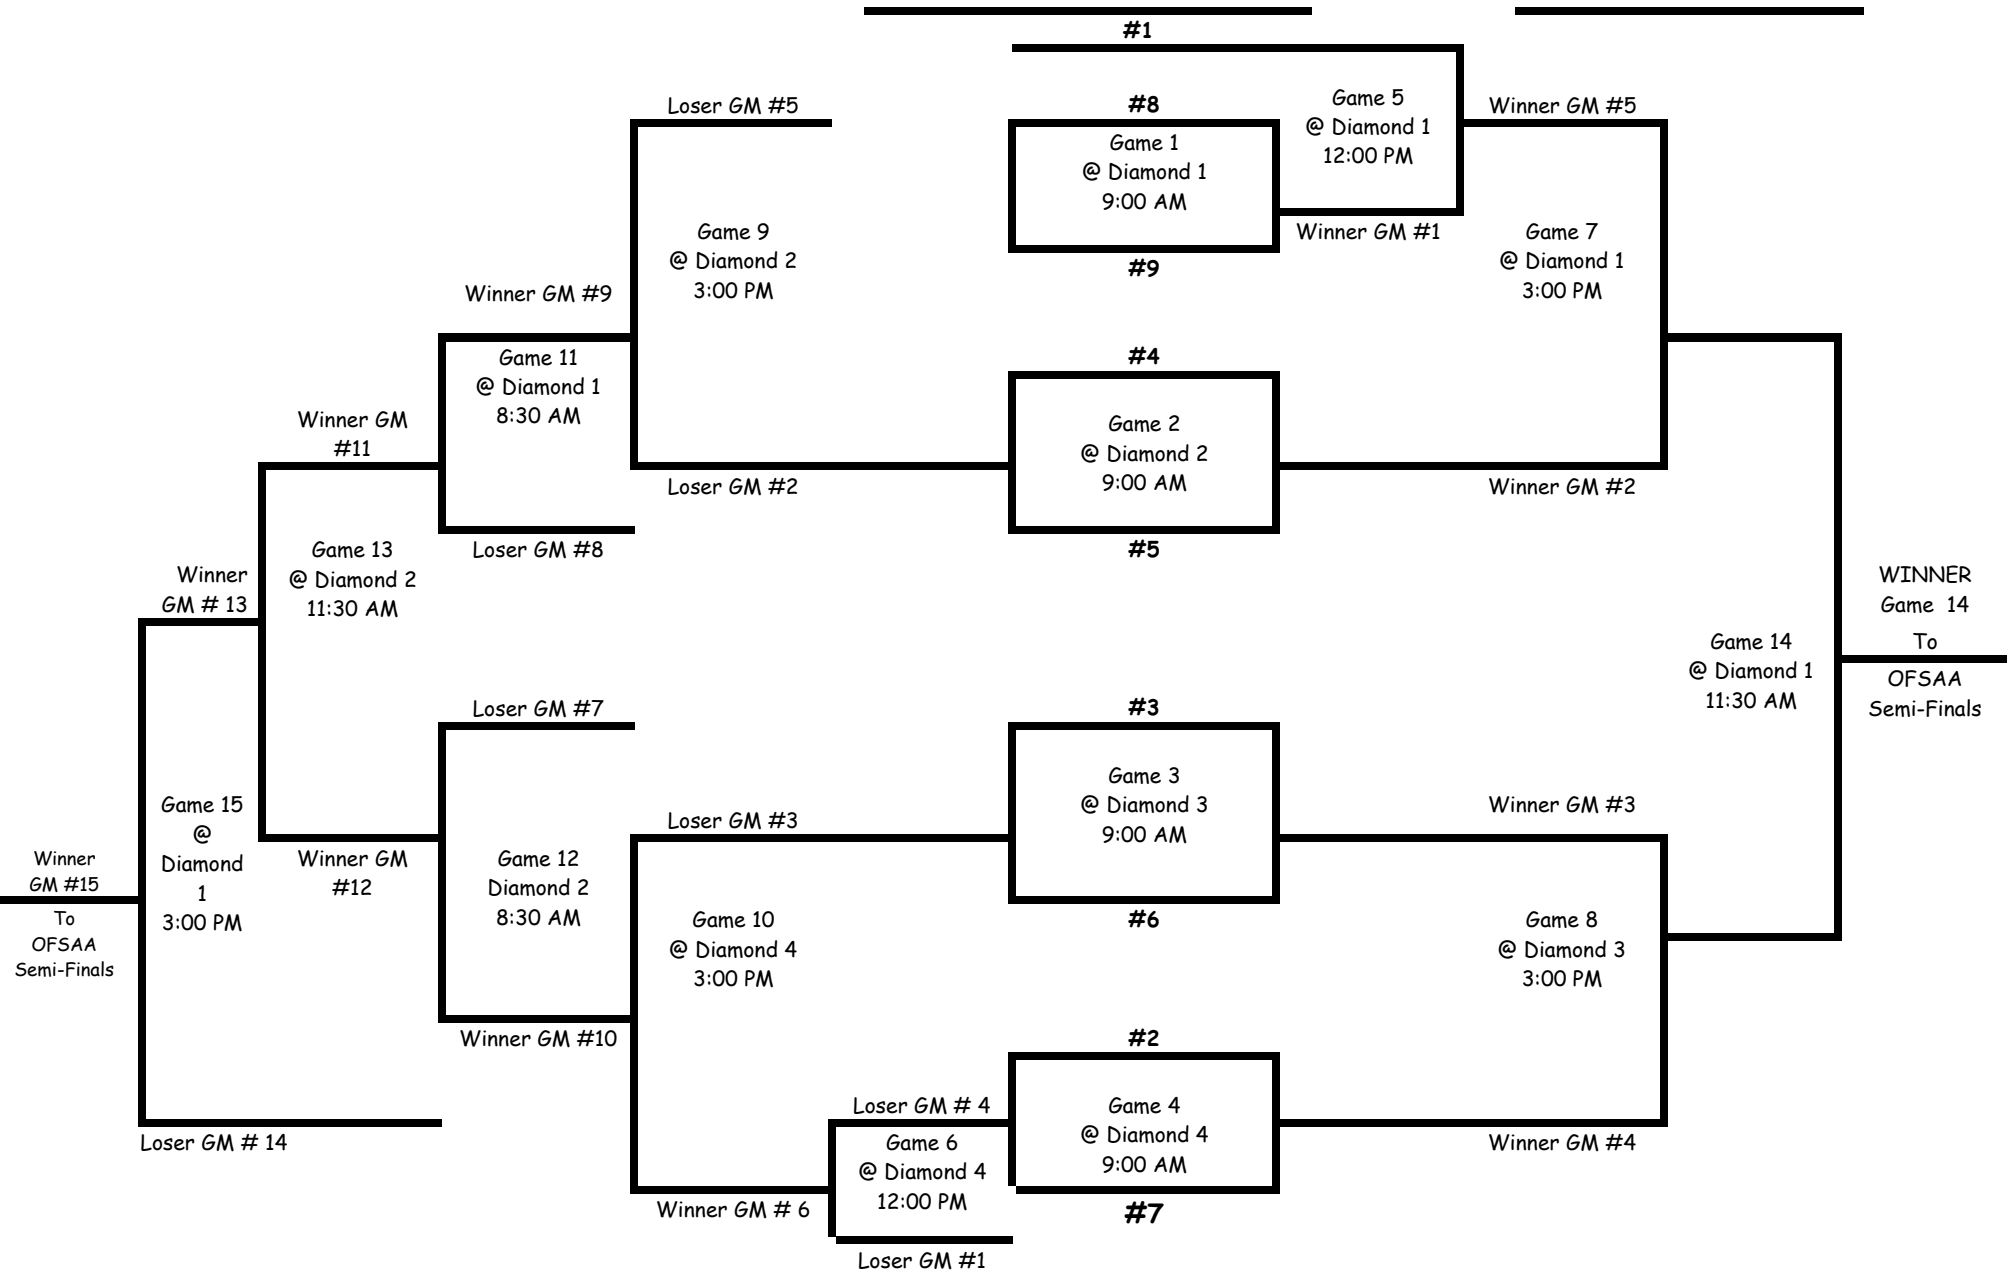 #1
Loser GM #5
#8
Game 5
@ Diamond 1
12:00 PM
Winner GM #5
Game 1
@ Diamond 1
9:00 AM
Game 9
@ Diamond 2
3:00 PM
Winner GM #1
Game 7
@ Diamond 1
3:00 PM
#9
Winner GM #9
Game 11
@ Diamond 1
8:30 AM
#4
Winner GM
#11
Game 2
@ Diamond 2
9:00 AM
Loser GM #2
Winner GM #2
Game 13
@ Diamond 2
11:30 AM
Loser GM #8
#5
Winner
GM # 13
WINNER
Game 14
To
OFSAA
Semi-Finals
Game 14
@ Diamond 1
11:30 AM
Loser GM #7
#3
Game 3
@ Diamond 3
9:00 AM
Game 15
@
Diamond
1
3:00 PM
Loser GM #3
Winner GM #3
Winner
GM #15
To
OFSAA
Semi-Finals
Winner GM
#12
Game 12
Diamond 2
8:30 AM
Game 10
@ Diamond 4
3:00 PM
#6
Game 8
@ Diamond 3
3:00 PM
Winner GM #10
#2
Loser GM # 4
Game 4
@ Diamond 4
9:00 AM
Loser GM # 14
Game 6
@ Diamond 4
12:00 PM
Winner GM #4
Winner GM # 6
#7
Loser GM #1